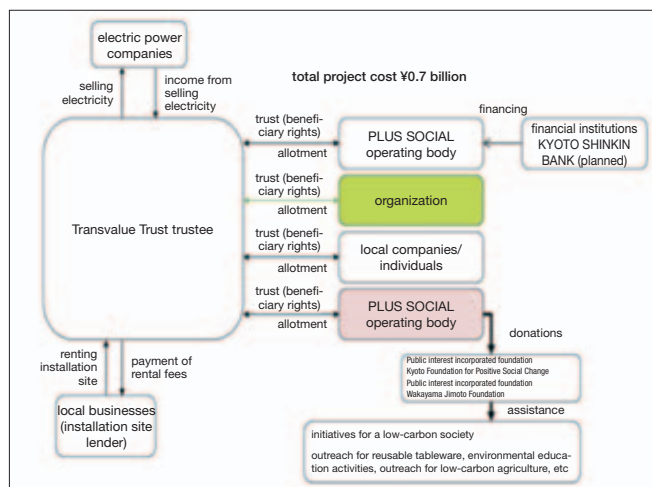 electric power
companies
selling
electricity
income from
selling
electricity
total project cost ¥0.7 billion
Transvalue Trust trustee
trust (benefi-
ciary rights)
allotment
PLUS SOCIAL
operating body
financing
financial institutions
KYOTO SHINKIN
BANK (planned)
trust (benefi-
ciary rights)
allotment
organization
trust (benefi-
ciary rights)
allotment
local companies/
individuals
trust (benefi-
ciary rights)
allotment
PLUS SOCIAL
operating body
donations
Public interest incorporated foundation
Kyoto Foundation for Positive Social Change
Public interest incorporated foundation
Wakayama Jimoto Foundation
assistance
initiatives for a low-carbon society
outreach for reusable tableware, environmental educa-
tion activities, outreach for low-carbon agriculture, etc
renting
installation
site
payment of
rental fees
local businesses
(installation site
lender)